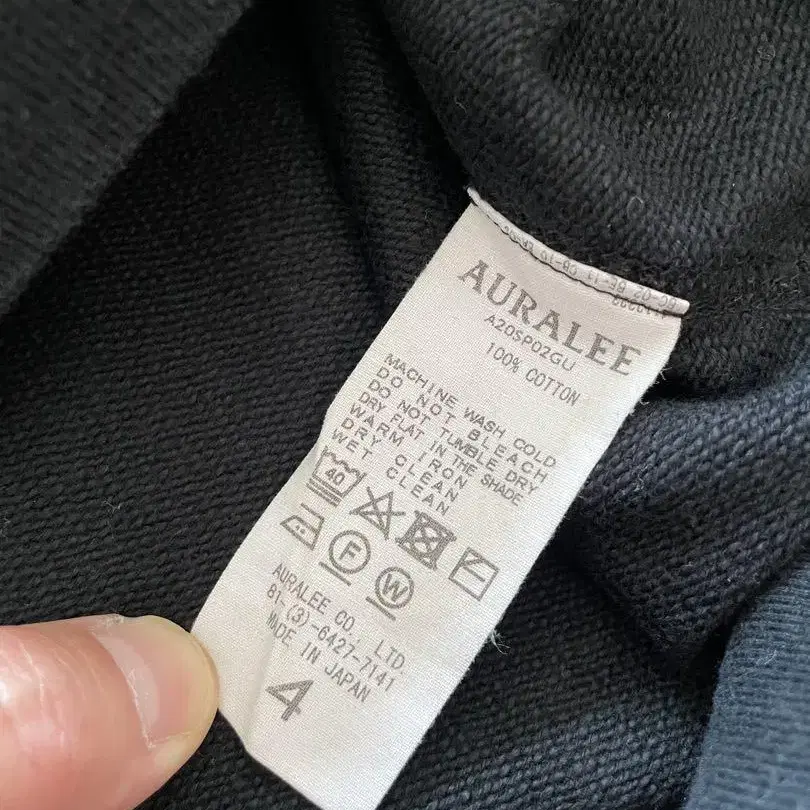 AURALEE
A20SP02GU
100% COTTON
MACHINE WASH COLD
DO NOT BLEACH
DO NOT TUMBLE DRY
DRY FLAT IN THE SHADE
WARM IRON
DRY CLEAN
WET CLEAN
40
F
W
AURALEE CO., LTD
81-(3)-6427-7141
MADE IN JAPAN
4